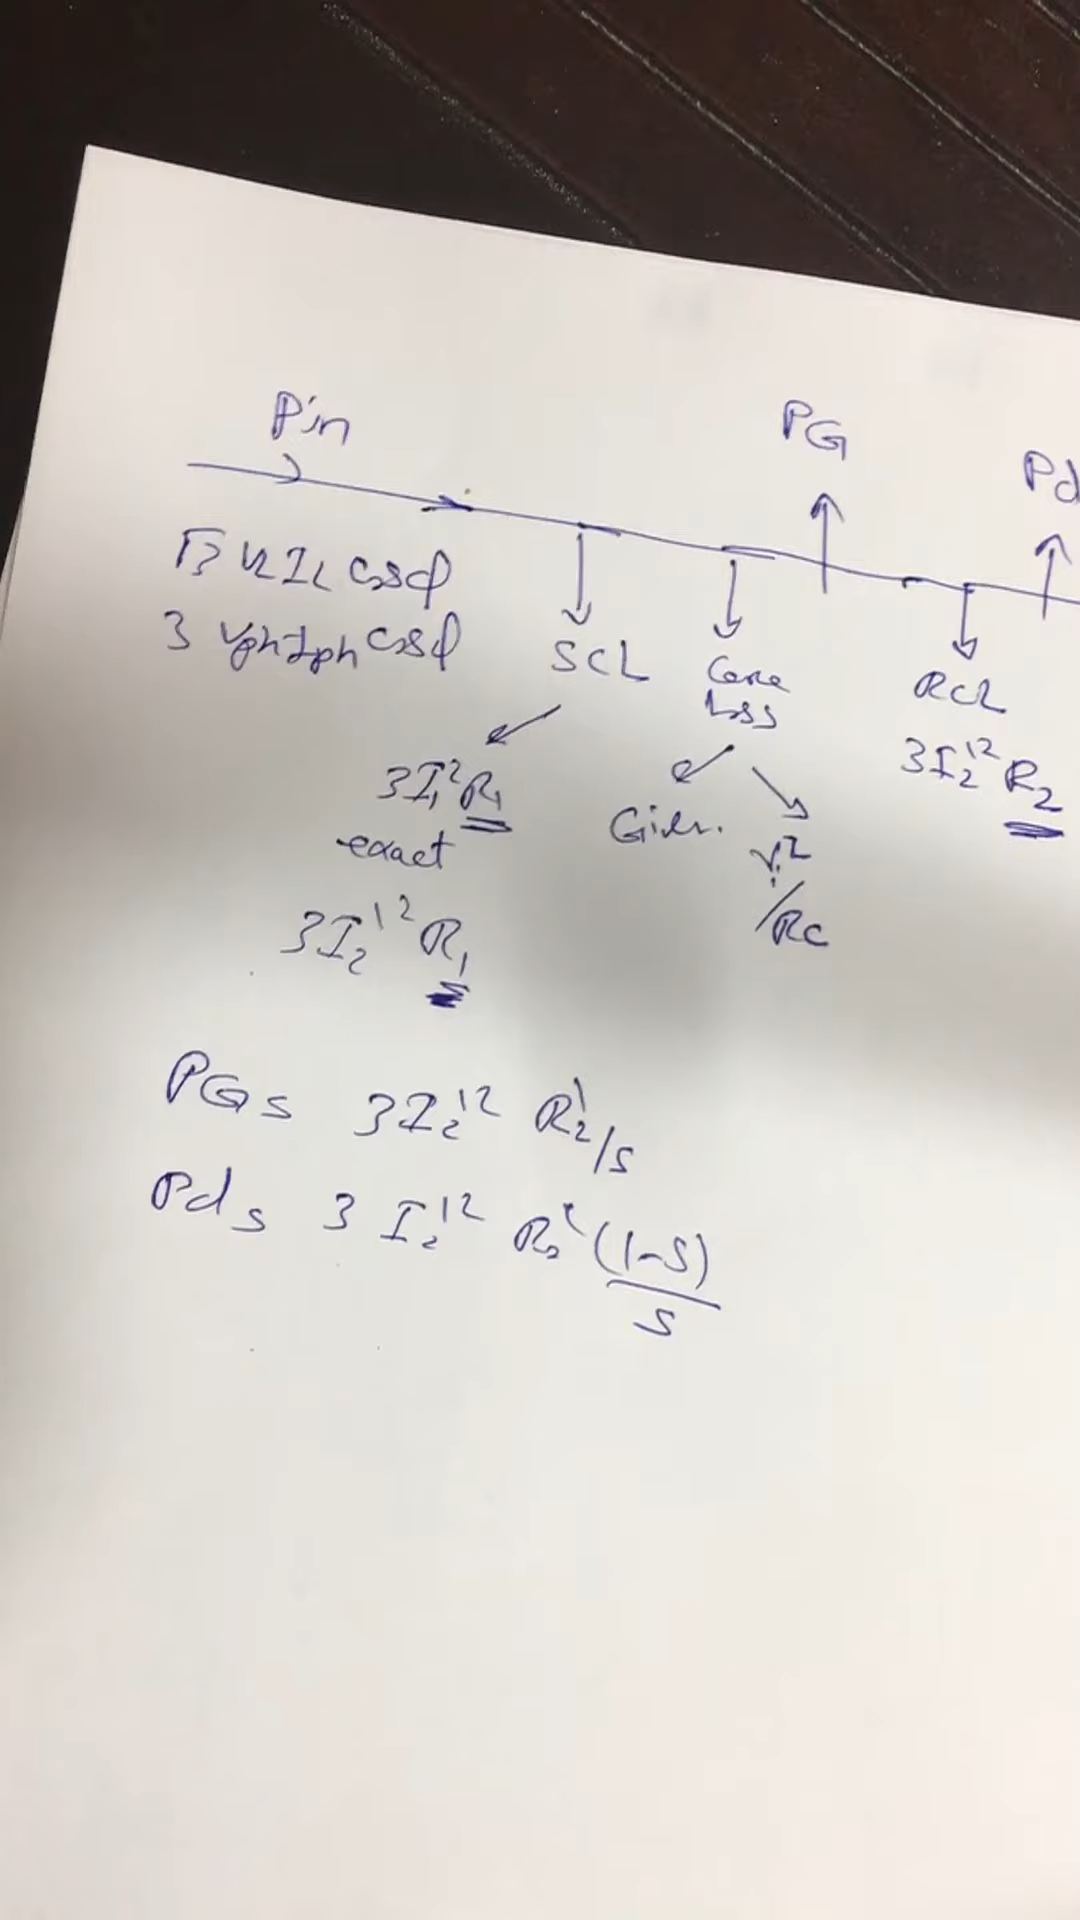 Pin
PG
Pd
√3 VL IL cosφ
3 Vph Iph cosφ
SCL
Core
Loss
RCL
3I₁²R₁
exact
3I₂'²R₂
Given.
V₁²
/Rc
3I₂'²R₁
PG = 3I₂'² R₂'/s
Pd = 3 I₂'² R₂' (1-S)
s